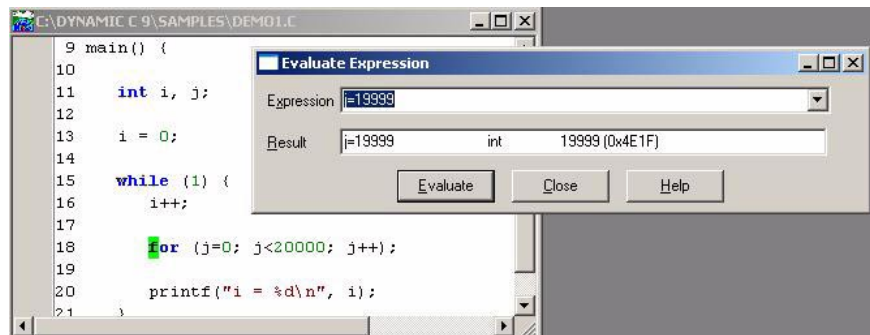 C:\DYNAMIC C 9\SAMPLES\DEMO1.C
9 main() {
10
11 int i, j;
12
13 i = 0;
14
15 while (1) {
16 i++;
17
18 for (j=0; j<20000; j++);
19
20 printf("i = %d\n", i);
21 }
Evaluate Expression
Expression j=19999
Result j=19999 int 19999 (0x4E1F)
Evaluate Close Help